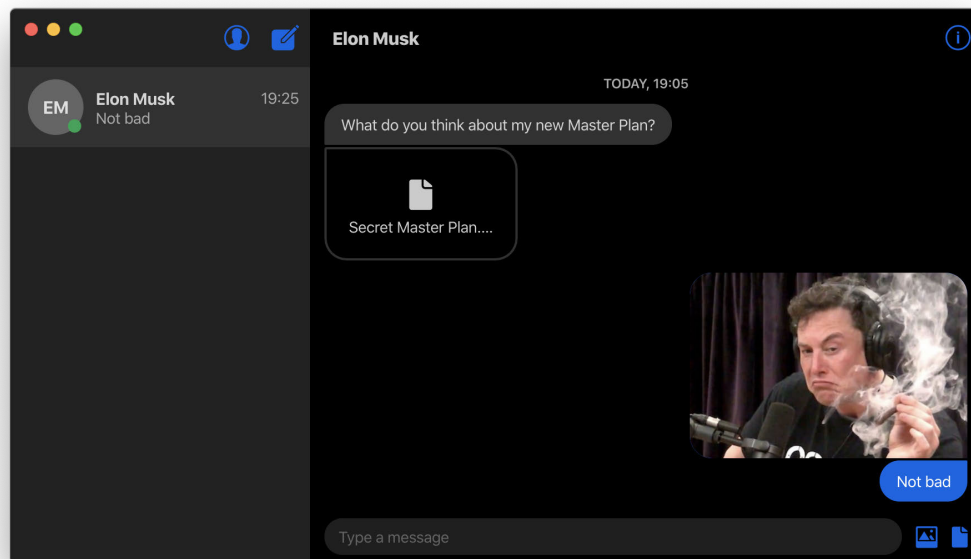 Elon Musk
TODAY, 19:05
EM
Elon Musk
19:25
Not bad
What do you think about my new Master Plan?
Secret Master Plan....
Not bad
Type a message